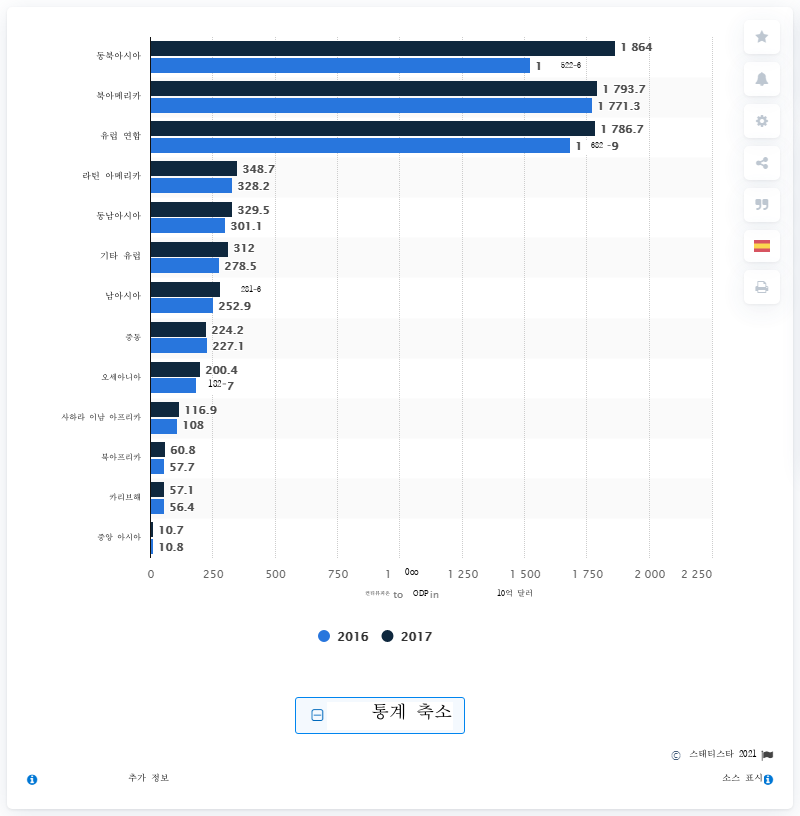 동북아시아
1 864
1 522-6
북아메리카
1 793.7
1 771.3
유럽 연합
1 786.7
1 682 -9
라틴 아메리카
348.7
328.2
동남아시아
329.5
301.1
기타 유럽
312
278.5
남아시아
281-6
252.9
중동
224.2
227.1
오세아니아
200.4
182-7
사하라 이남 아프리카
116.9
108
북아프리카
60.8
57.7
카리브해
57.1
56.4
중앙 아시아
10.7
10.8
0 250 500 750 1 0oo 1 250 1 500 1 750 2 000 2 250
to ODP in 10억 달러
2016 2017
통계 축소
© 스태티스타 2021
추가 정보 소스 표시